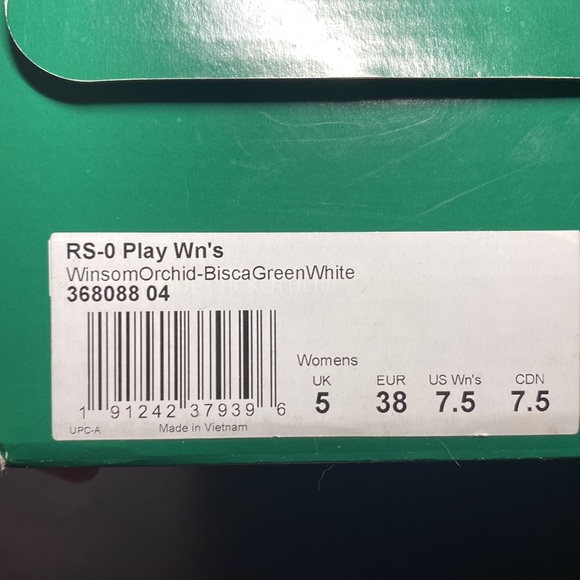 RS-0 Play Wn's
WinsomOrchid-BiscaGreenWhite
368088 04
Womens
UK EUR US Wn's CDN
5 38 7.5 7.5
1 91242 37939 6
UPC-A Made in Vietnam